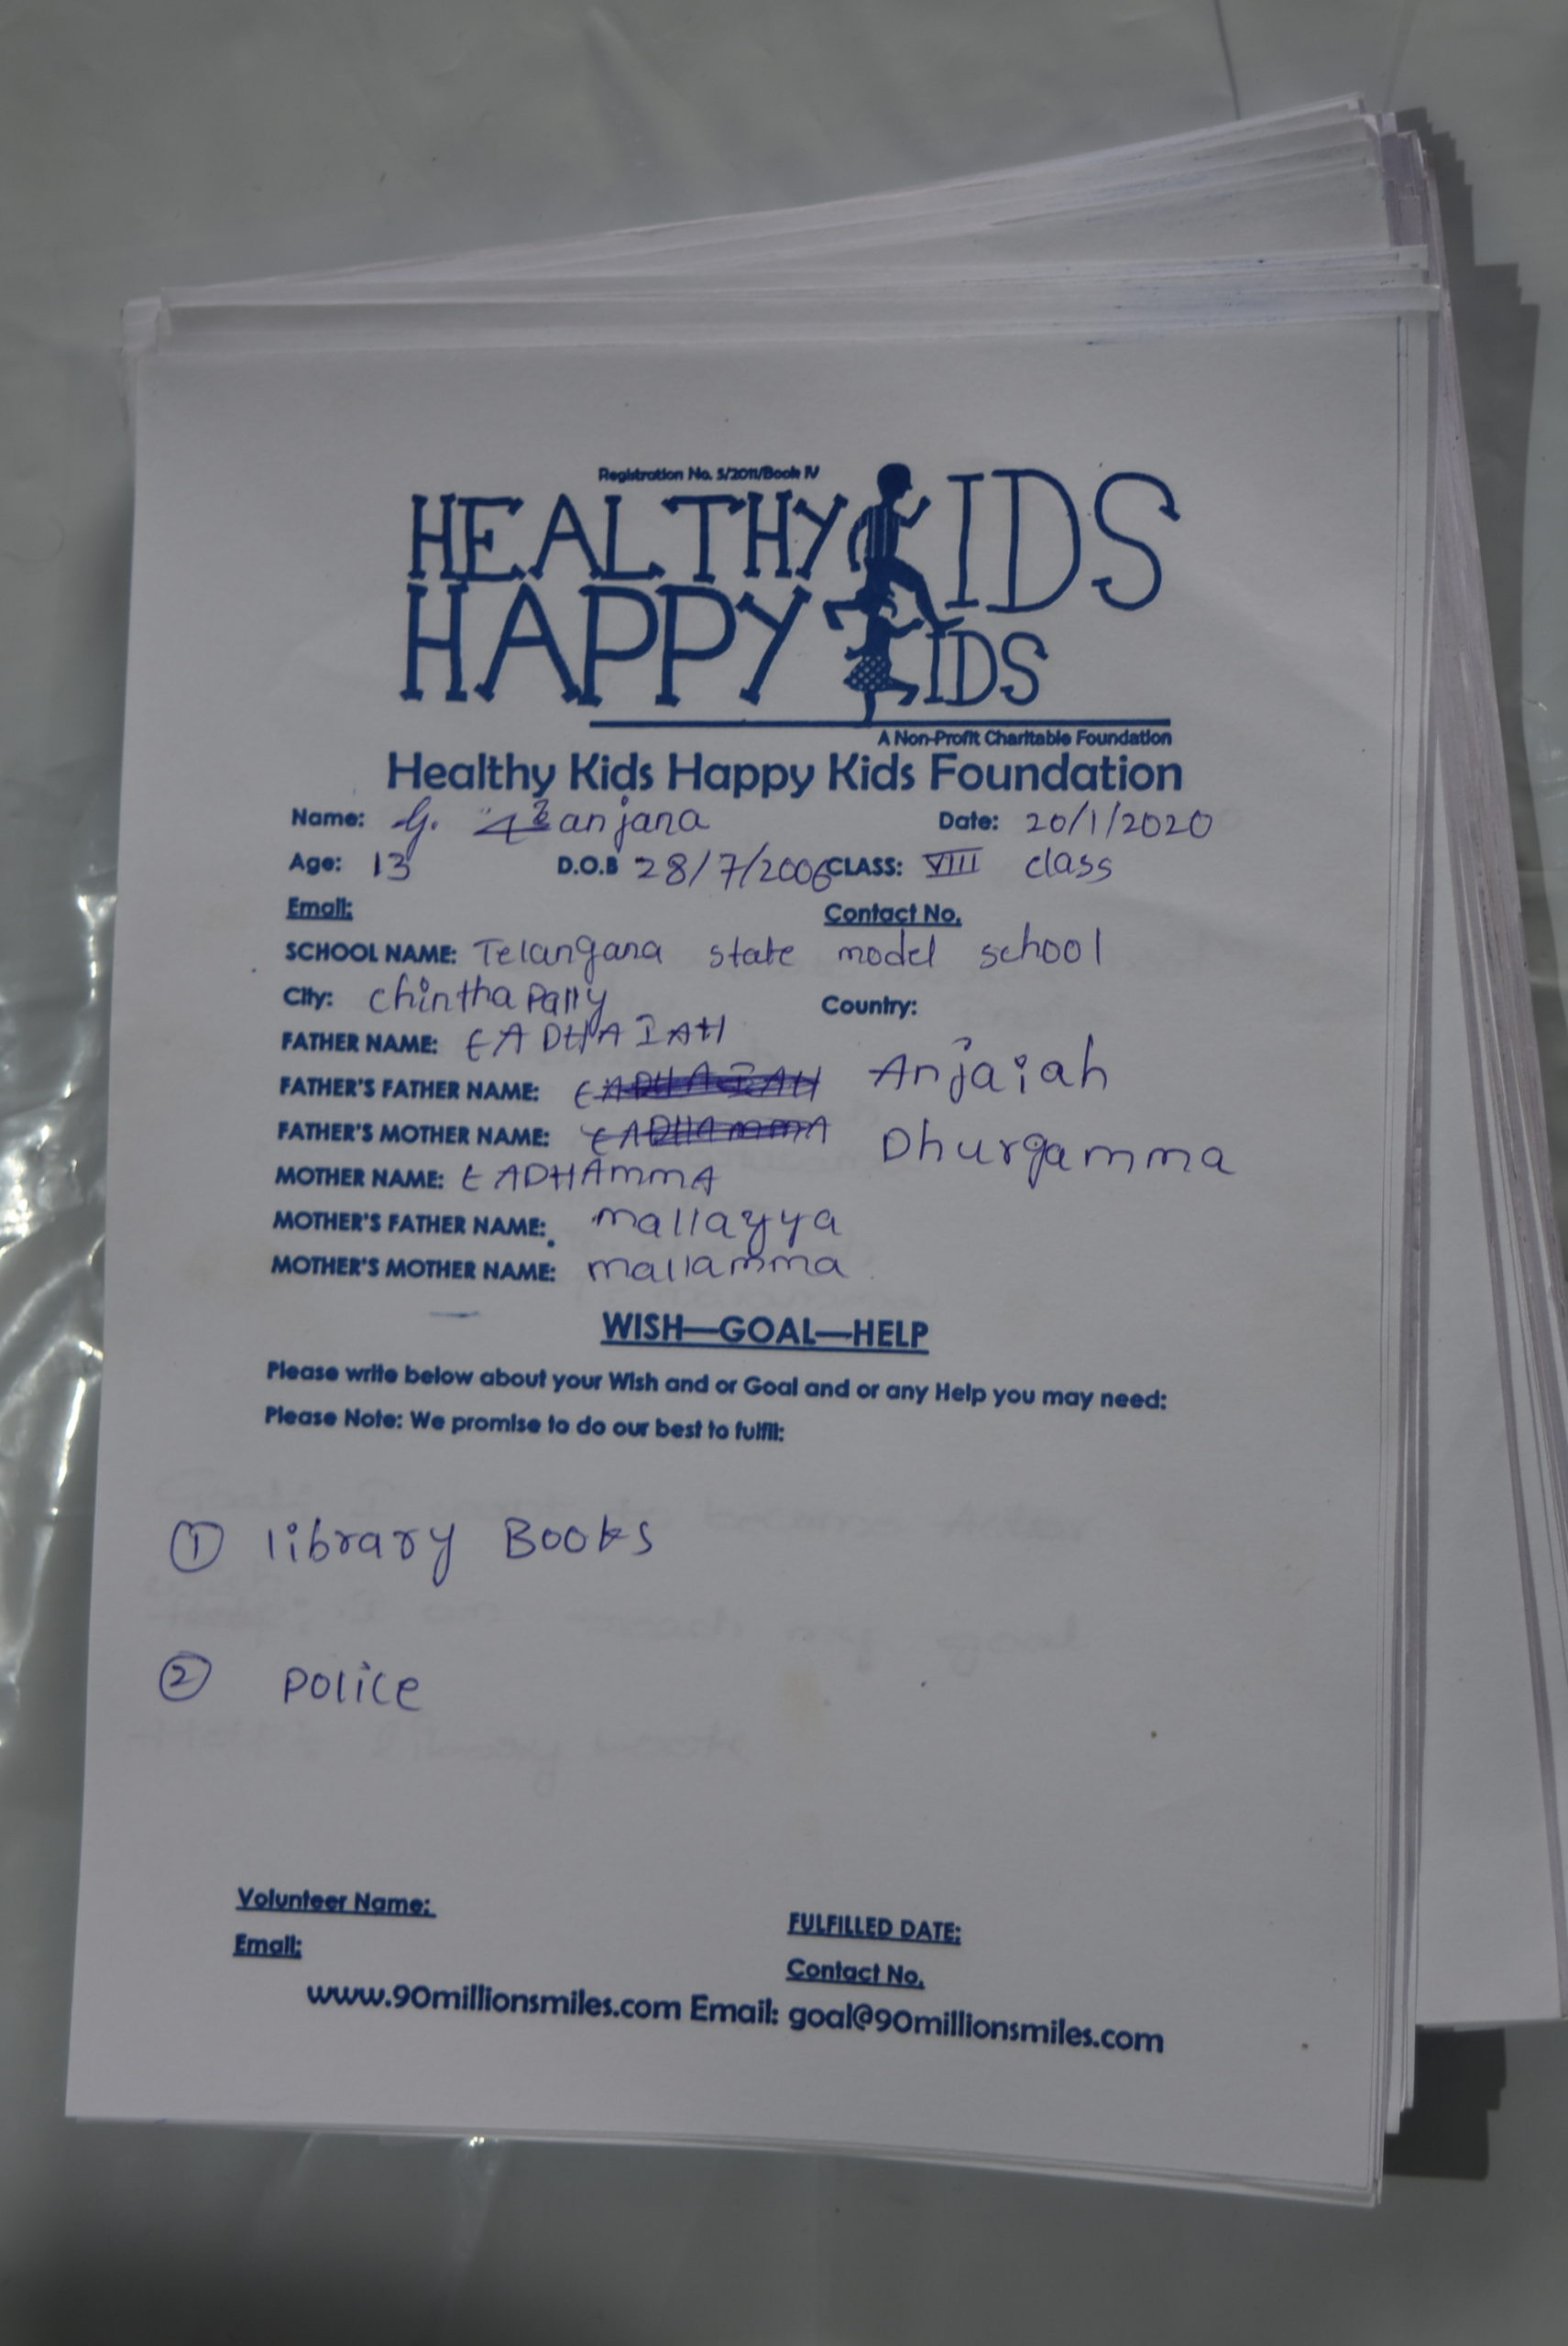 Registration No. 5/2011/Book IV
HEALTHY KIDS
HAPPY KIDS
A Non-Profit Charitable Foundation
Healthy Kids Happy Kids Foundation
Name: G. anjana Date: 20/1/2020
Age: 13 D.O.B 28/7/2006 CLASS: VIII class
Email: Contact No.
SCHOOL NAME: Telangana state model school
City: Chintha Pally Country:
FATHER NAME: EADHAIAH
FATHER'S FATHER NAME: EADHAIAH Anjaiah
FATHER'S MOTHER NAME: EADHAmmA Dhurgamma
MOTHER NAME: EADHAmmA
MOTHER'S FATHER NAME: mallayya
MOTHER'S MOTHER NAME: mallamma
WISH—GOAL—HELP
Please write below about your Wish and or Goal and or any Help you may need:
Please Note: We promise to do our best to fulfil:
① library Books
② Police
Volunteer Name: FULFILLED DATE:
Email: Contact No.
www.90millionsmiles.com Email: goal@90millionsmiles.com